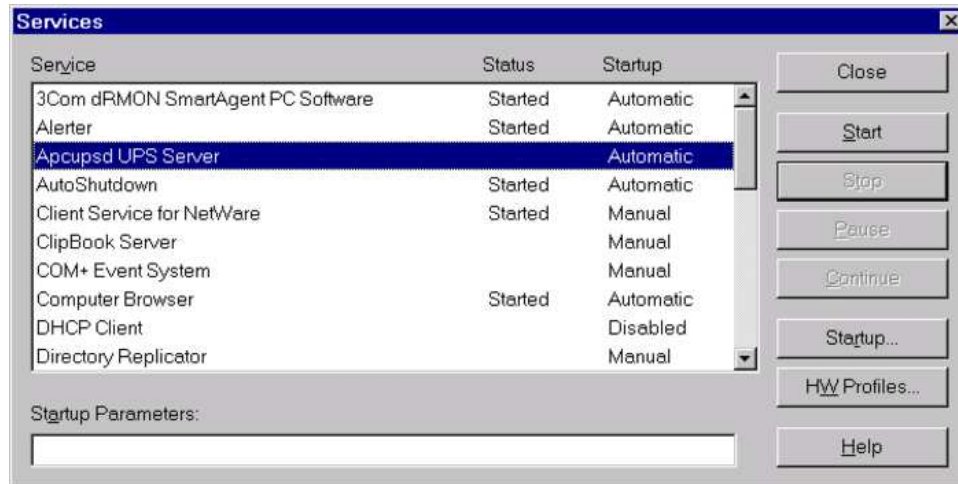 Services
Service Status Startup
3Com dRMON SmartAgent PC Software Started Automatic
Alerter Started Automatic
Apcupsd UPS Server Automatic
AutoShutdown Started Automatic
Client Service for NetWare Started Manual
ClipBook Server Manual
COM+ Event System Manual
Computer Browser Started Automatic
DHCP Client Disabled
Directory Replicator Manual
Startup Parameters:
Close
Start
Stop
Pause
Continue
Startup...
HW Profiles...
Help